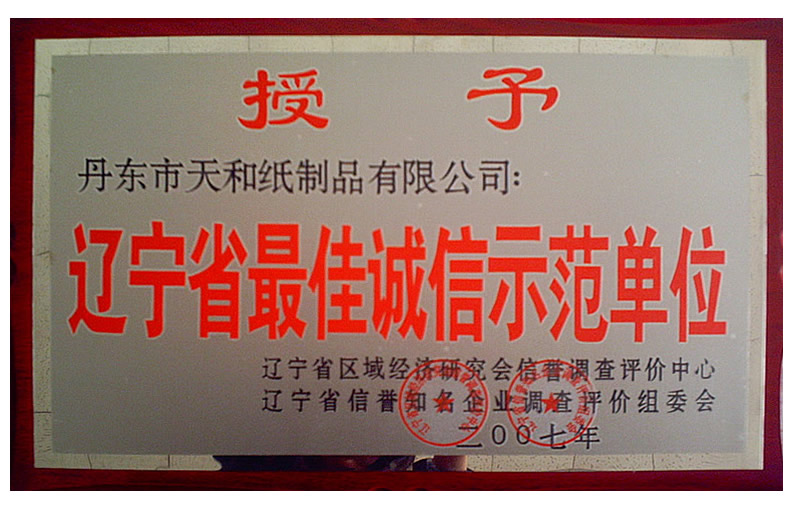 授予
丹东市天和纸制品有限公司:
辽宁省最佳诚信示范单位
辽宁省区域经济研究会信誉调查评价中心
辽宁省信誉知名企业调查评价组委会
二00七年